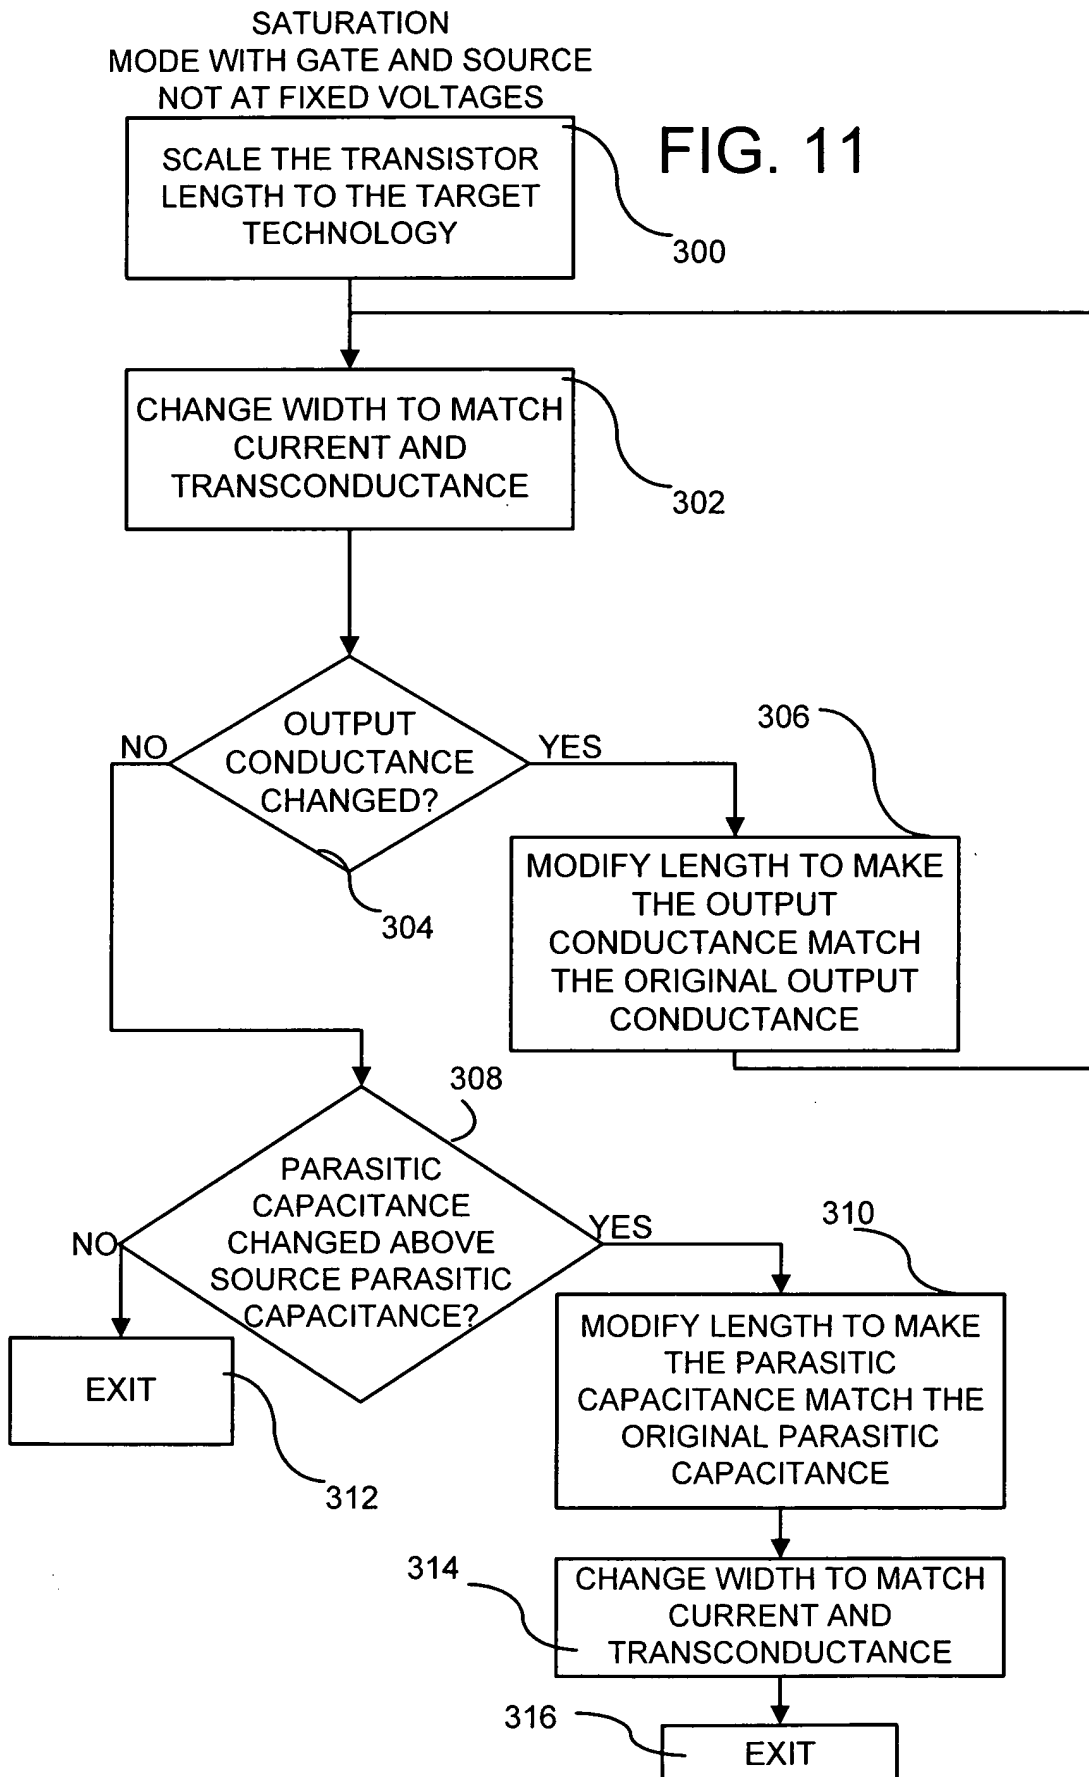 SATURATION
MODE WITH GATE AND SOURCE
NOT AT FIXED VOLTAGES
FIG. 11
SCALE THE TRANSISTOR
LENGTH TO THE TARGET
TECHNOLOGY
300
CHANGE WIDTH TO MATCH
CURRENT AND
TRANSCONDUCTANCE
302
OUTPUT
CONDUCTANCE
CHANGED?
NO
YES
304
306
MODIFY LENGTH TO MAKE
THE OUTPUT
CONDUCTANCE MATCH
THE ORIGINAL OUTPUT
CONDUCTANCE
308
PARASITIC
CAPACITANCE
CHANGED ABOVE
SOURCE PARASITIC
CAPACITANCE?
NO
YES
310
EXIT
312
MODIFY LENGTH TO MAKE
THE PARASITIC
CAPACITANCE MATCH THE
ORIGINAL PARASITIC
CAPACITANCE
314
CHANGE WIDTH TO MATCH
CURRENT AND
TRANSCONDUCTANCE
316
EXIT